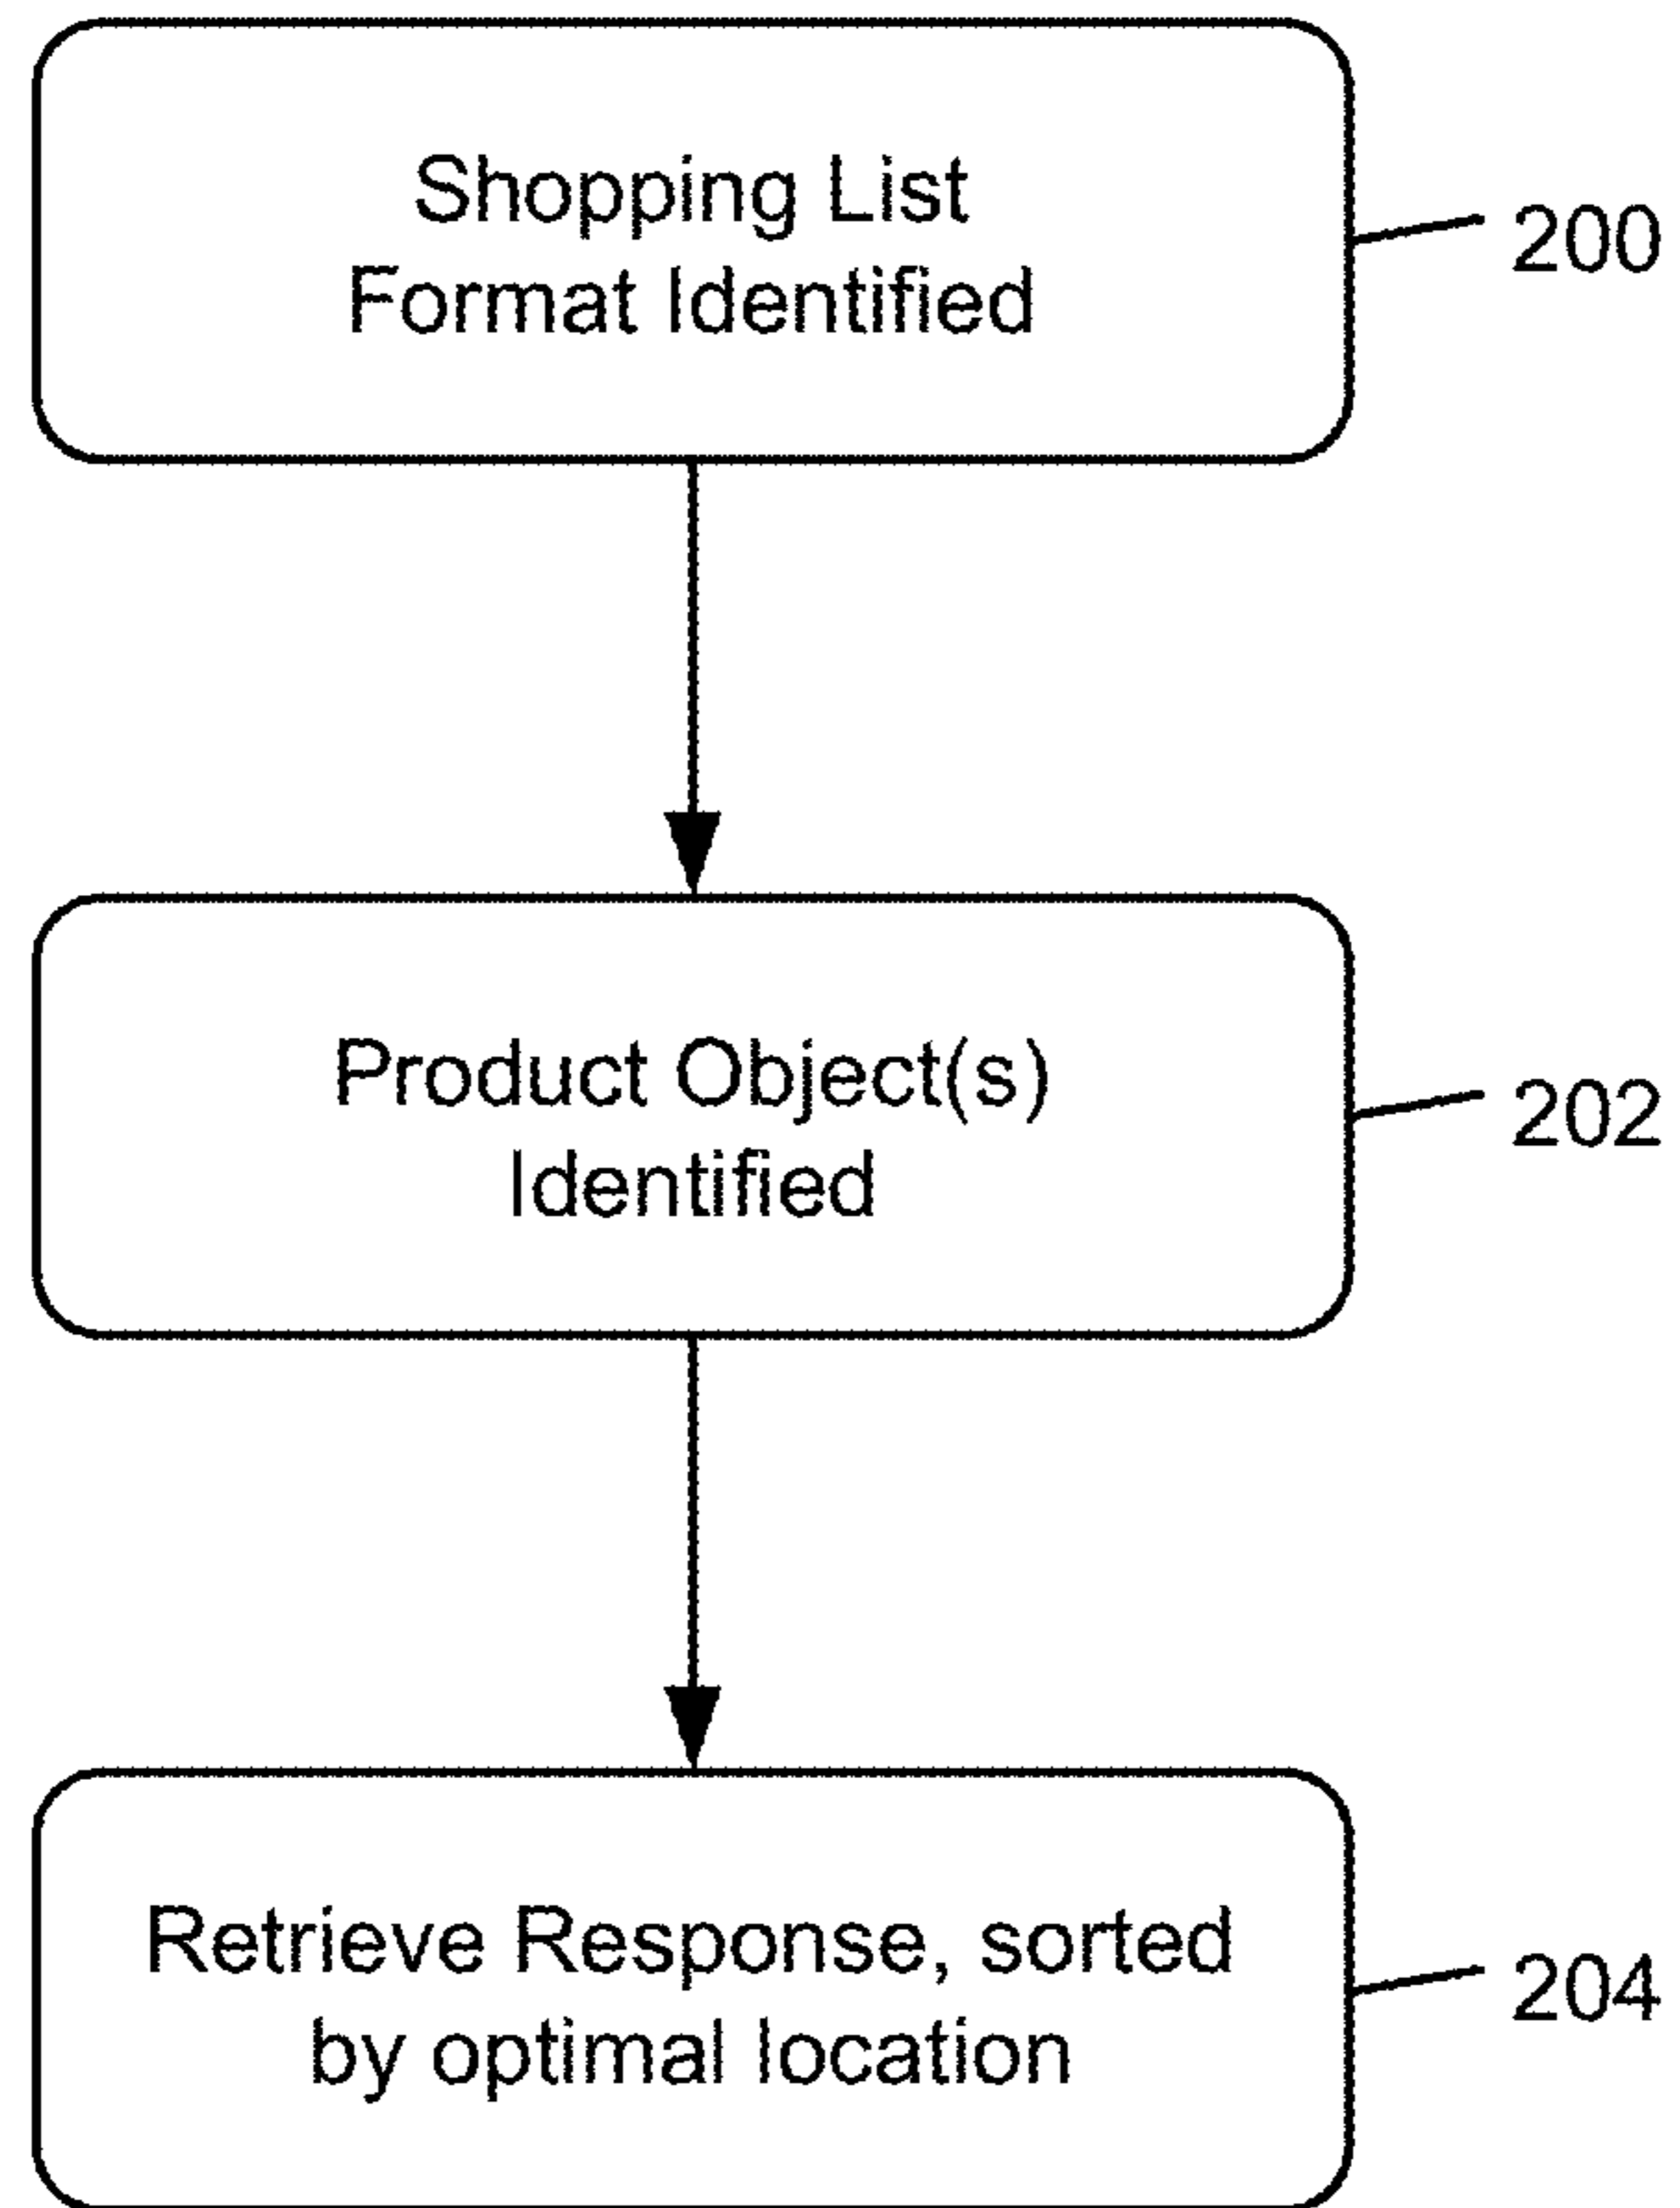 Shopping List
Format Identified
200
Product Object(s)
Identified
202
Retrieve Response, sorted
by optimal location
204